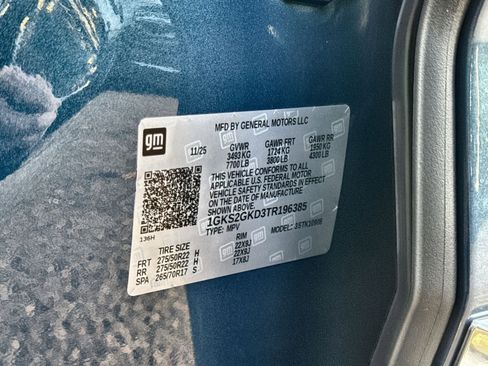 gm
MFD BY GENERAL MOTORS LLC
11/25 GVWR GAWR FRT GAWR RR
3493 KG 1724 KG 1950 KG
7700 LB 3800 LB 4300 LB
THIS VEHICLE CONFORMS TO ALL
APPLICABLE U.S. FEDERAL MOTOR
VEHICLE SAFETY STANDARDS IN EFFECT
ON THE DATE OF MANUFACTURE
1GKS2GKD3TR196385
TYPE: MPV MODEL:
136H
TIRE SIZE RIM
FRT 275/50R22 H 22X9J
RR 275/50R22 H 22X9J
SPA 265/70R17 S 17X8J